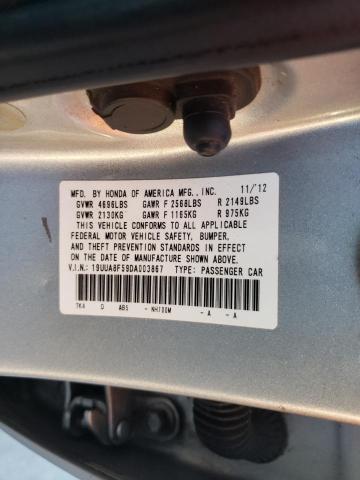 MFD. BY HONDA OF AMERICA MFG., INC. 11/12
GVWR 4696LBS GAWR F 2568LBS R 2149LBS
GVWR 2130KG GAWR F 1165KG R 975KG
THIS VEHICLE CONFORMS TO ALL APPLICABLE
FEDERAL MOTOR VEHICLE SAFETY, BUMPER,
AND THEFT PREVENTION STANDARDS IN EFFECT
ON THE DATE OF MANUFACTURE SHOWN ABOVE.
V.I.N.: 19UUA8F59DA003867 TYPE: PASSENGER CAR
TK4 0 AB5 - NH700M - A - A